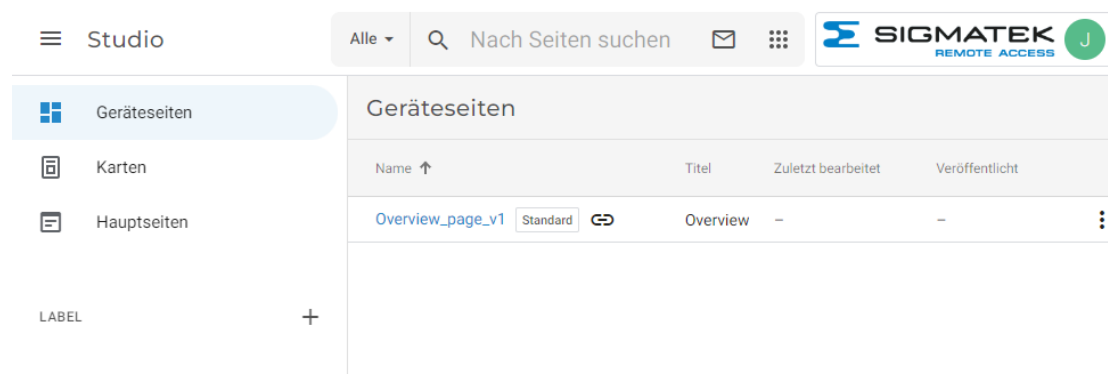 Studio
Alle
Nach Seiten suchen
SIGMATEK
REMOTE ACCESS
J
Geräteseiten
Karten
Hauptseiten
LABEL
Geräteseiten
Name Titel Zuletzt bearbeitet Veröffentlicht
Overview_page_v1 Standard Overview – –